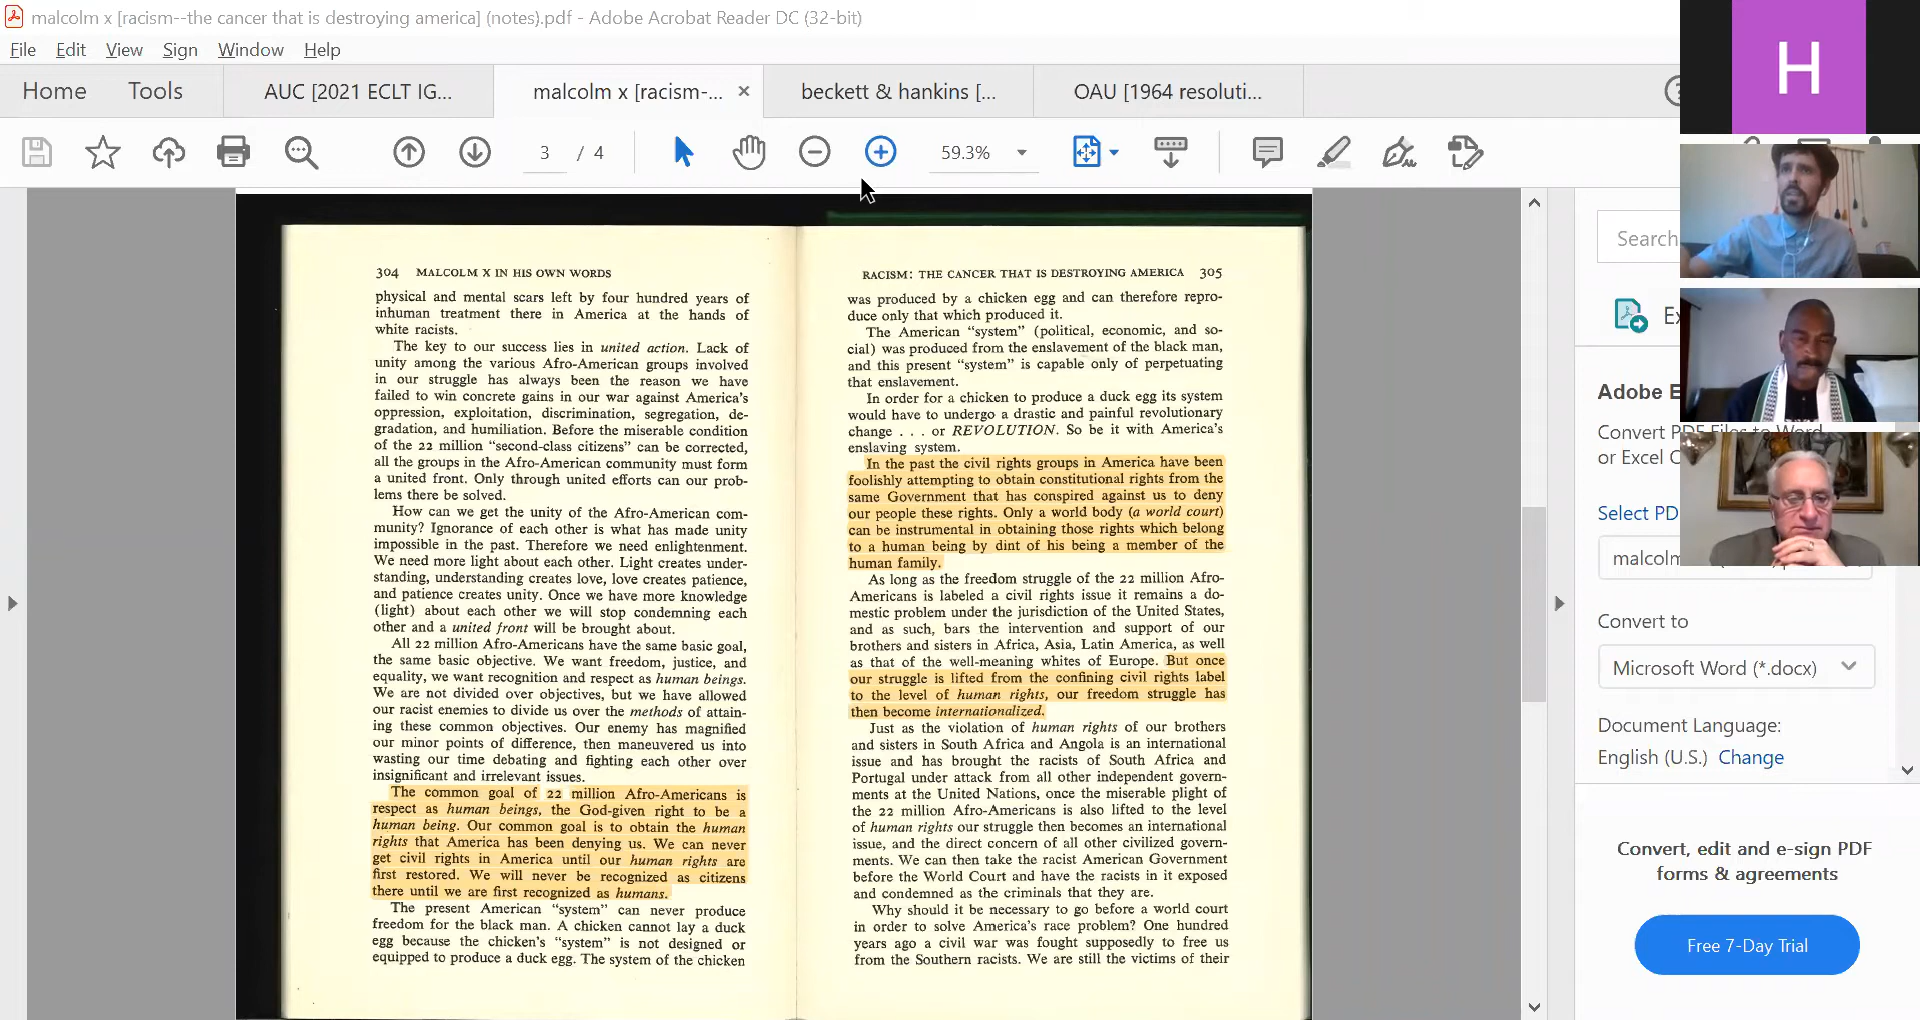 malcolm x [racism--the cancer that is destroying america] (notes).pdf - Adobe Acrobat Reader DC (32-bit)
File Edit View Sign Window Help
Home Tools AUC [2021 ECLT IG... malcolm x [racism-... × beckett & hankins [... OAU [1964 resoluti...
3 / 4 59.3%
304 MALCOLM X IN HIS OWN WORDS
physical and mental scars left by four hundred years of
inhuman treatment there in America at the hands of
white racists.
The key to our success lies in united action. Lack of
unity among the various Afro-American groups involved
in our struggle has always been the reason we have
failed to win concrete gains in our war against America's
oppression, exploitation, discrimination, segregation, de-
gradation, and humiliation. Before the miserable condition
of the 22 million "second-class citizens" can be corrected,
all the groups in the Afro-American community must form
a united front. Only through united efforts can our prob-
lems there be solved.
How can we get the unity of the Afro-American com-
munity? Ignorance of each other is what has made unity
impossible in the past. Therefore we need enlightenment.
We need more light about each other. Light creates under-
standing, understanding creates love, love creates patience,
and patience creates unity. Once we have more knowledge
(light) about each other we will stop condemning each
other and a united front will be brought about.
All 22 million Afro-Americans have the same basic goal,
the same basic objective. We want freedom, justice, and
equality, we want recognition and respect as human beings.
We are not divided over objectives, but we have allowed
our racist enemies to divide us over the methods of attain-
ing these common objectives. Our enemy has magnified
our minor points of difference, then maneuvered us into
wasting our time debating and fighting each other over
insignificant and irrelevant issues.
The common goal of 22 million Afro-Americans is
respect as human beings, the God-given right to be a
human being. Our common goal is to obtain the human
rights that America has been denying us. We can never
get civil rights in America until our human rights are
first restored. We will never be recognized as citizens
there until we are first recognized as humans.
The present American "system" can never produce
freedom for the black man. A chicken cannot lay a duck
egg because the chicken's "system" is not designed or
equipped to produce a duck egg. The system of the chicken
RACISM: THE CANCER THAT IS DESTROYING AMERICA 305
was produced by a chicken egg and can therefore repro-
duce only that which produced it.
The American "system" (political, economic, and so-
cial) was produced from the enslavement of the black man,
and this present "system" is capable only of perpetuating
that enslavement.
In order for a chicken to produce a duck egg its system
would have to undergo a drastic and painful revolutionary
change . . . or REVOLUTION. So be it with America's
enslaving system.
In the past the civil rights groups in America have been
foolishly attempting to obtain constitutional rights from the
same Government that has conspired against us to deny
our people these rights. Only a world body (a world court)
can be instrumental in obtaining those rights which belong
to a human being by dint of his being a member of the
human family.
As long as the freedom struggle of the 22 million Afro-
Americans is labeled a civil rights issue it remains a do-
mestic problem under the jurisdiction of the United States,
and as such, bars the intervention and support of our
brothers and sisters in Africa, Asia, Latin America, as well
as that of the well-meaning whites of Europe. But once
our struggle is lifted from the confining civil rights label
to the level of human rights, our freedom struggle has
then become internationalized.
Just as the violation of human rights of our brothers
and sisters in South Africa and Angola is an international
issue and has brought the racists of South Africa and
Portugal under attack from all other independent govern-
ments at the United Nations, once the miserable plight of
the 22 million Afro-Americans is also lifted to the level
of human rights our struggle then becomes an international
issue, and the direct concern of all other civilized govern-
ments. We can then take the racist American Government
before the World Court and have the racists in it exposed
and condemned as the criminals that they are.
Why should it be necessary to go before a world court
in order to solve America's race problem? One hundred
years ago a civil war was fought supposedly to free us
from the Southern racists. We are still the victims of their
H
Search
Ex
Adobe E
Convert PDF Files to Word
or Excel C
Select PD
malcolm
Convert to
Microsoft Word (*.docx)
Document Language:
English (U.S.) Change
Convert, edit and e-sign PDF
forms & agreements
Free 7-Day Trial